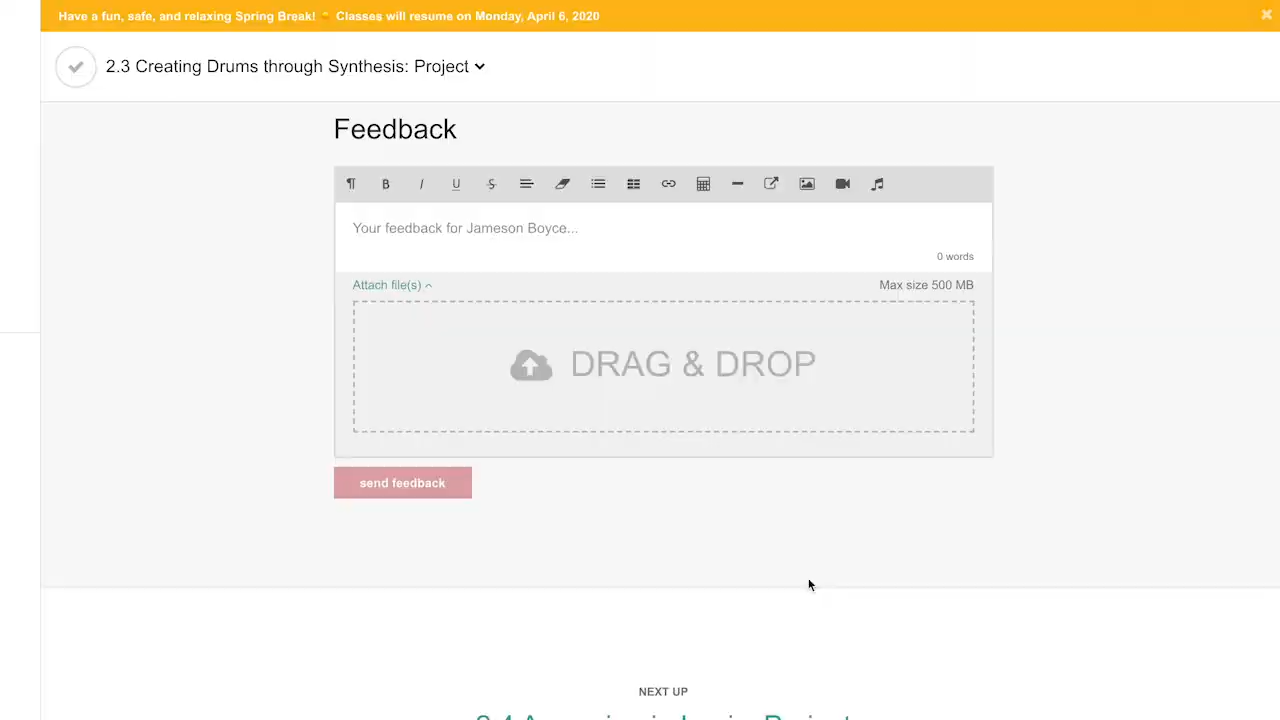 Have a fun, safe, and relaxing Spring Break! Classes will resume on Monday, April 6, 2020
2.3 Creating Drums through Synthesis: Project
Feedback
Your feedback for Jameson Boyce...
0 words
Attach file(s)
Max size 500 MB
DRAG & DROP
send feedback
NEXT UP